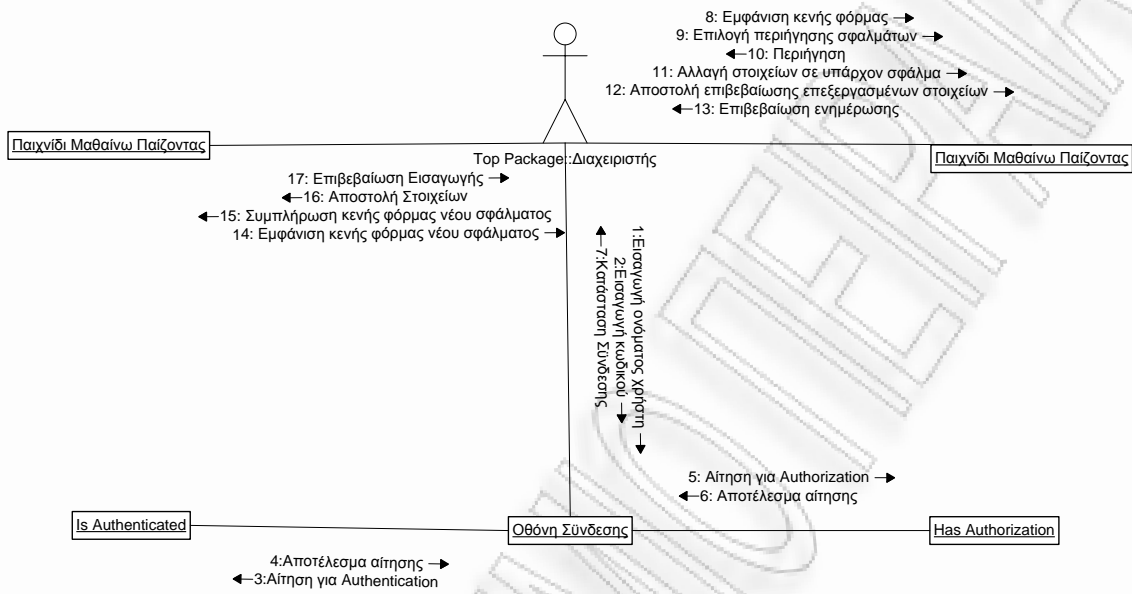 8: Εμφάνιση κενής φόρμας
9: Επιλογή περιήγησης σφαλμάτων
10: Περιήγηση
11: Αλλαγή στοιχείων σε υπάρχον σφάλμα
12: Αποστολή επιβεβαίωσης επεξεργασμένων στοιχείων
13: Επιβεβαίωση ενημέρωσης
Παιχνίδι Μαθαίνω Παίζοντας
Παιχνίδι Μαθαίνω Παίζοντας
Top Package::Διαχειριστής
17: Επιβεβαίωση Εισαγωγής
16: Αποστολή Στοιχείων
15: Συμπλήρωση κενής φόρμας νέου σφάλματος
14: Εμφάνιση κενής φόρμας νέου σφάλματος
1:Εισαγωγή ονόματος χρήστη
2:Εισαγωγή κωδικού
7:Κατάσταση Σϋνδεσης
5: Αίτηση για Authorization
6: Αποτέλεσμα αίτησης
Is Authenticated
Οθόνη Σϋνδεσης
Has Authorization
4:Αποτέλεσμα αίτησης
3:Αίτηση για Authentication